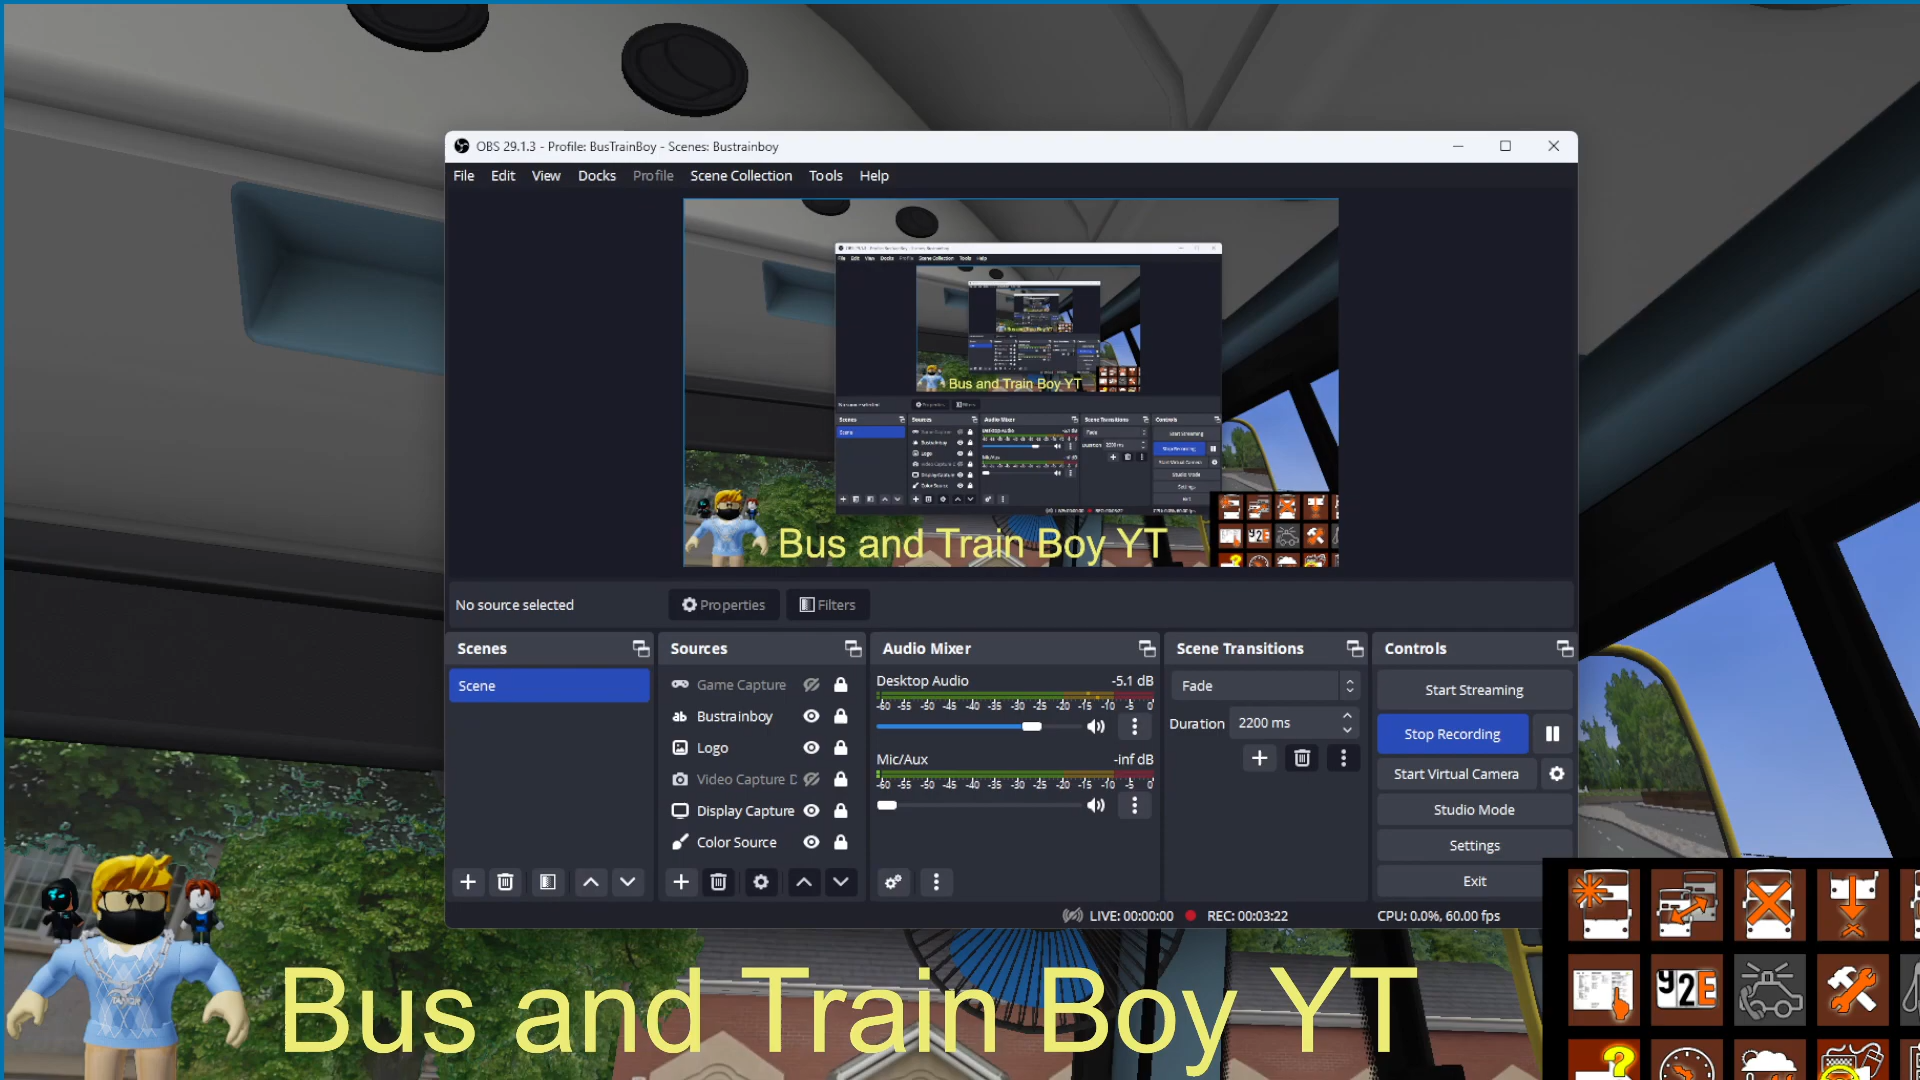 OBS 29.1.3 - Profile: BusTrainBoy - Scenes: Bustrainboy
File Edit View Docks Profile Scene Collection Tools Help
Bus and Train Boy YT
Bus and Train Boy YT
No source selected
Properties
Filters
Scenes
Scene
Sources
Game Capture
Bustrainboy
Logo
Video Capture D
Display Capture
Color Source
Audio Mixer
Desktop Audio -5.1 dB
-60 -55 -50 -45 -40 -35 -30 -25 -20 -15 -10 -5 0
Mic/Aux -inf dB
-60 -55 -50 -45 -40 -35 -30 -25 -20 -15 -10 -5 0
Scene Transitions
Fade
Duration 2200 ms
Controls
Start Streaming
Stop Recording
Start Virtual Camera
Studio Mode
Settings
Exit
LIVE: 00:00:00 REC: 00:03:22 CPU: 0.0%, 60.00 fps
Bus and Train Boy YT
92E